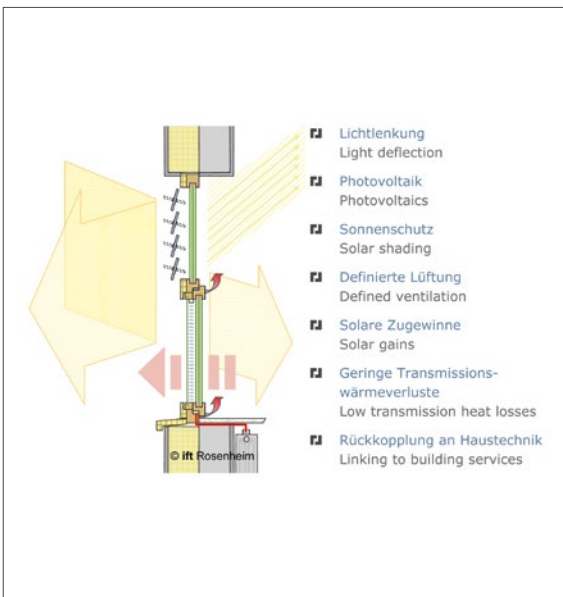 Lichtlenkung
Light deflection
Photovoltaik
Photovoltaics
Sonnenschutz
Solar shading
Definierte Lüftung
Defined ventilation
Solare Zugewinne
Solar gains
Geringe Transmissions-
wärmeverluste
Low transmission heat losses
Rückkopplung an Haustechnik
Linking to building services
© ift Rosenheim